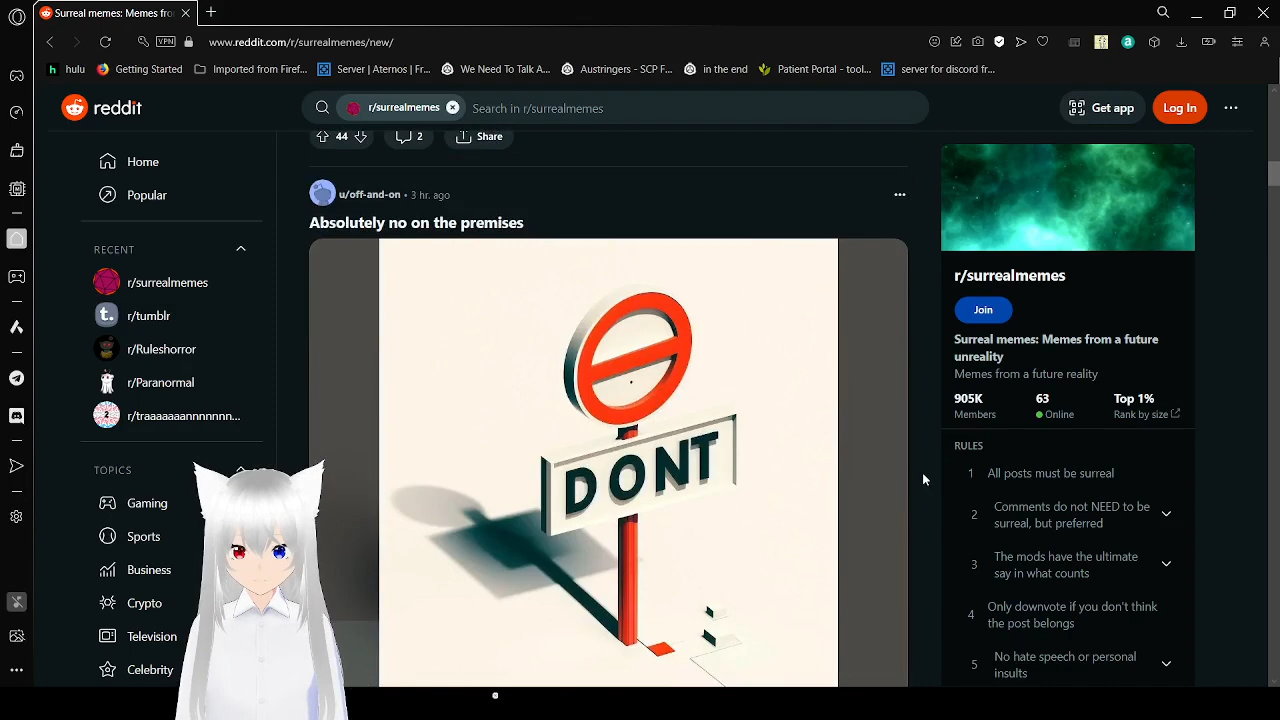 Surreal memes: Memes fro
VPN
www.reddit.com/r/surrealmemes/new/
hulu
Getting Started
Imported from Firef...
Server | Aternos | Fr...
We Need To Talk A...
Austringers - SCP F...
in the end
Patient Portal - tool...
server for discord fr...
reddit
r/surrealmemes
Search in r/surrealmemes
Get app
Log In
44
2
Share
Home
Popular
RECENT
r/surrealmemes
r/tumblr
r/Ruleshorror
r/Paranormal
r/traaaaaaannnnnn...
TOPICS
Gaming
Sports
Business
Crypto
Television
Celebrity
u/off-and-on • 3 hr. ago
Absolutely no on the premises
DONT
r/surrealmemes
Join
Surreal memes: Memes from a future
unreality
Memes from a future reality
905K
Members
63
Online
Top 1%
Rank by size
RULES
1 All posts must be surreal
2 Comments do not NEED to be
surreal, but preferred
3 The mods have the ultimate
say in what counts
4 Only downvote if you don't think
the post belongs
5 No hate speech or personal
insults